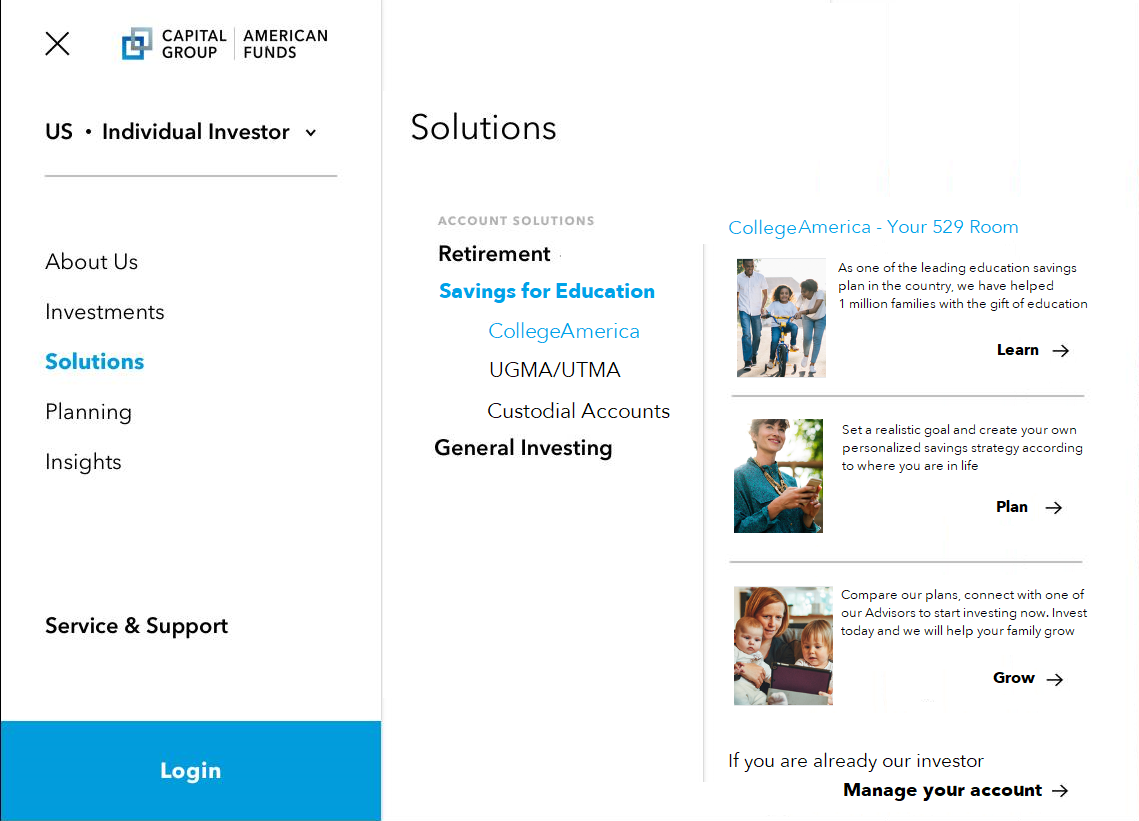 CAPITAL GROUP
AMERICAN FUNDS
US • Individual Investor
About Us
Investments
Solutions
Planning
Insights
Service & Support
Login
Solutions
ACCOUNT SOLUTIONS
Retirement
Savings for Education
CollegeAmerica
UGMA/UTMA
Custodial Accounts
General Investing
CollegeAmerica - Your 529 Room
As one of the leading education savings
plan in the country, we have helped
1 million families with the gift of education
Learn →
Set a realistic goal and create your own
personalized savings strategy according
to where you are in life
Plan →
Compare our plans, connect with one of
our Advisors to start investing now. Invest
today and we will help your family grow
Grow →
If you are already our investor
Manage your account →